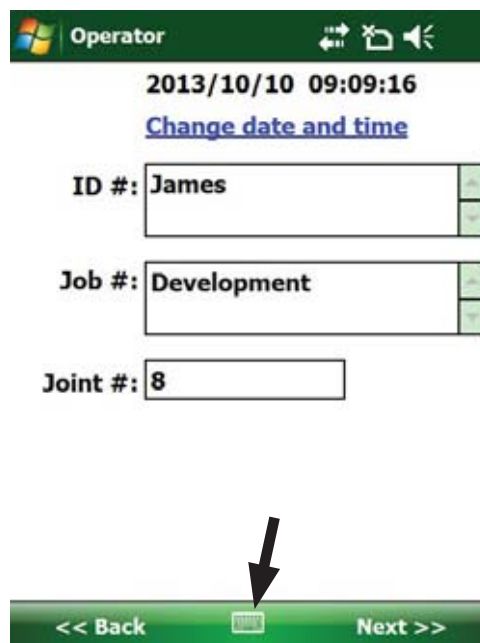 Operator
2013/10/10 09:09:16
Change date and time
ID #: James
Job #: Development
Joint #: 8
<< Back Next >>